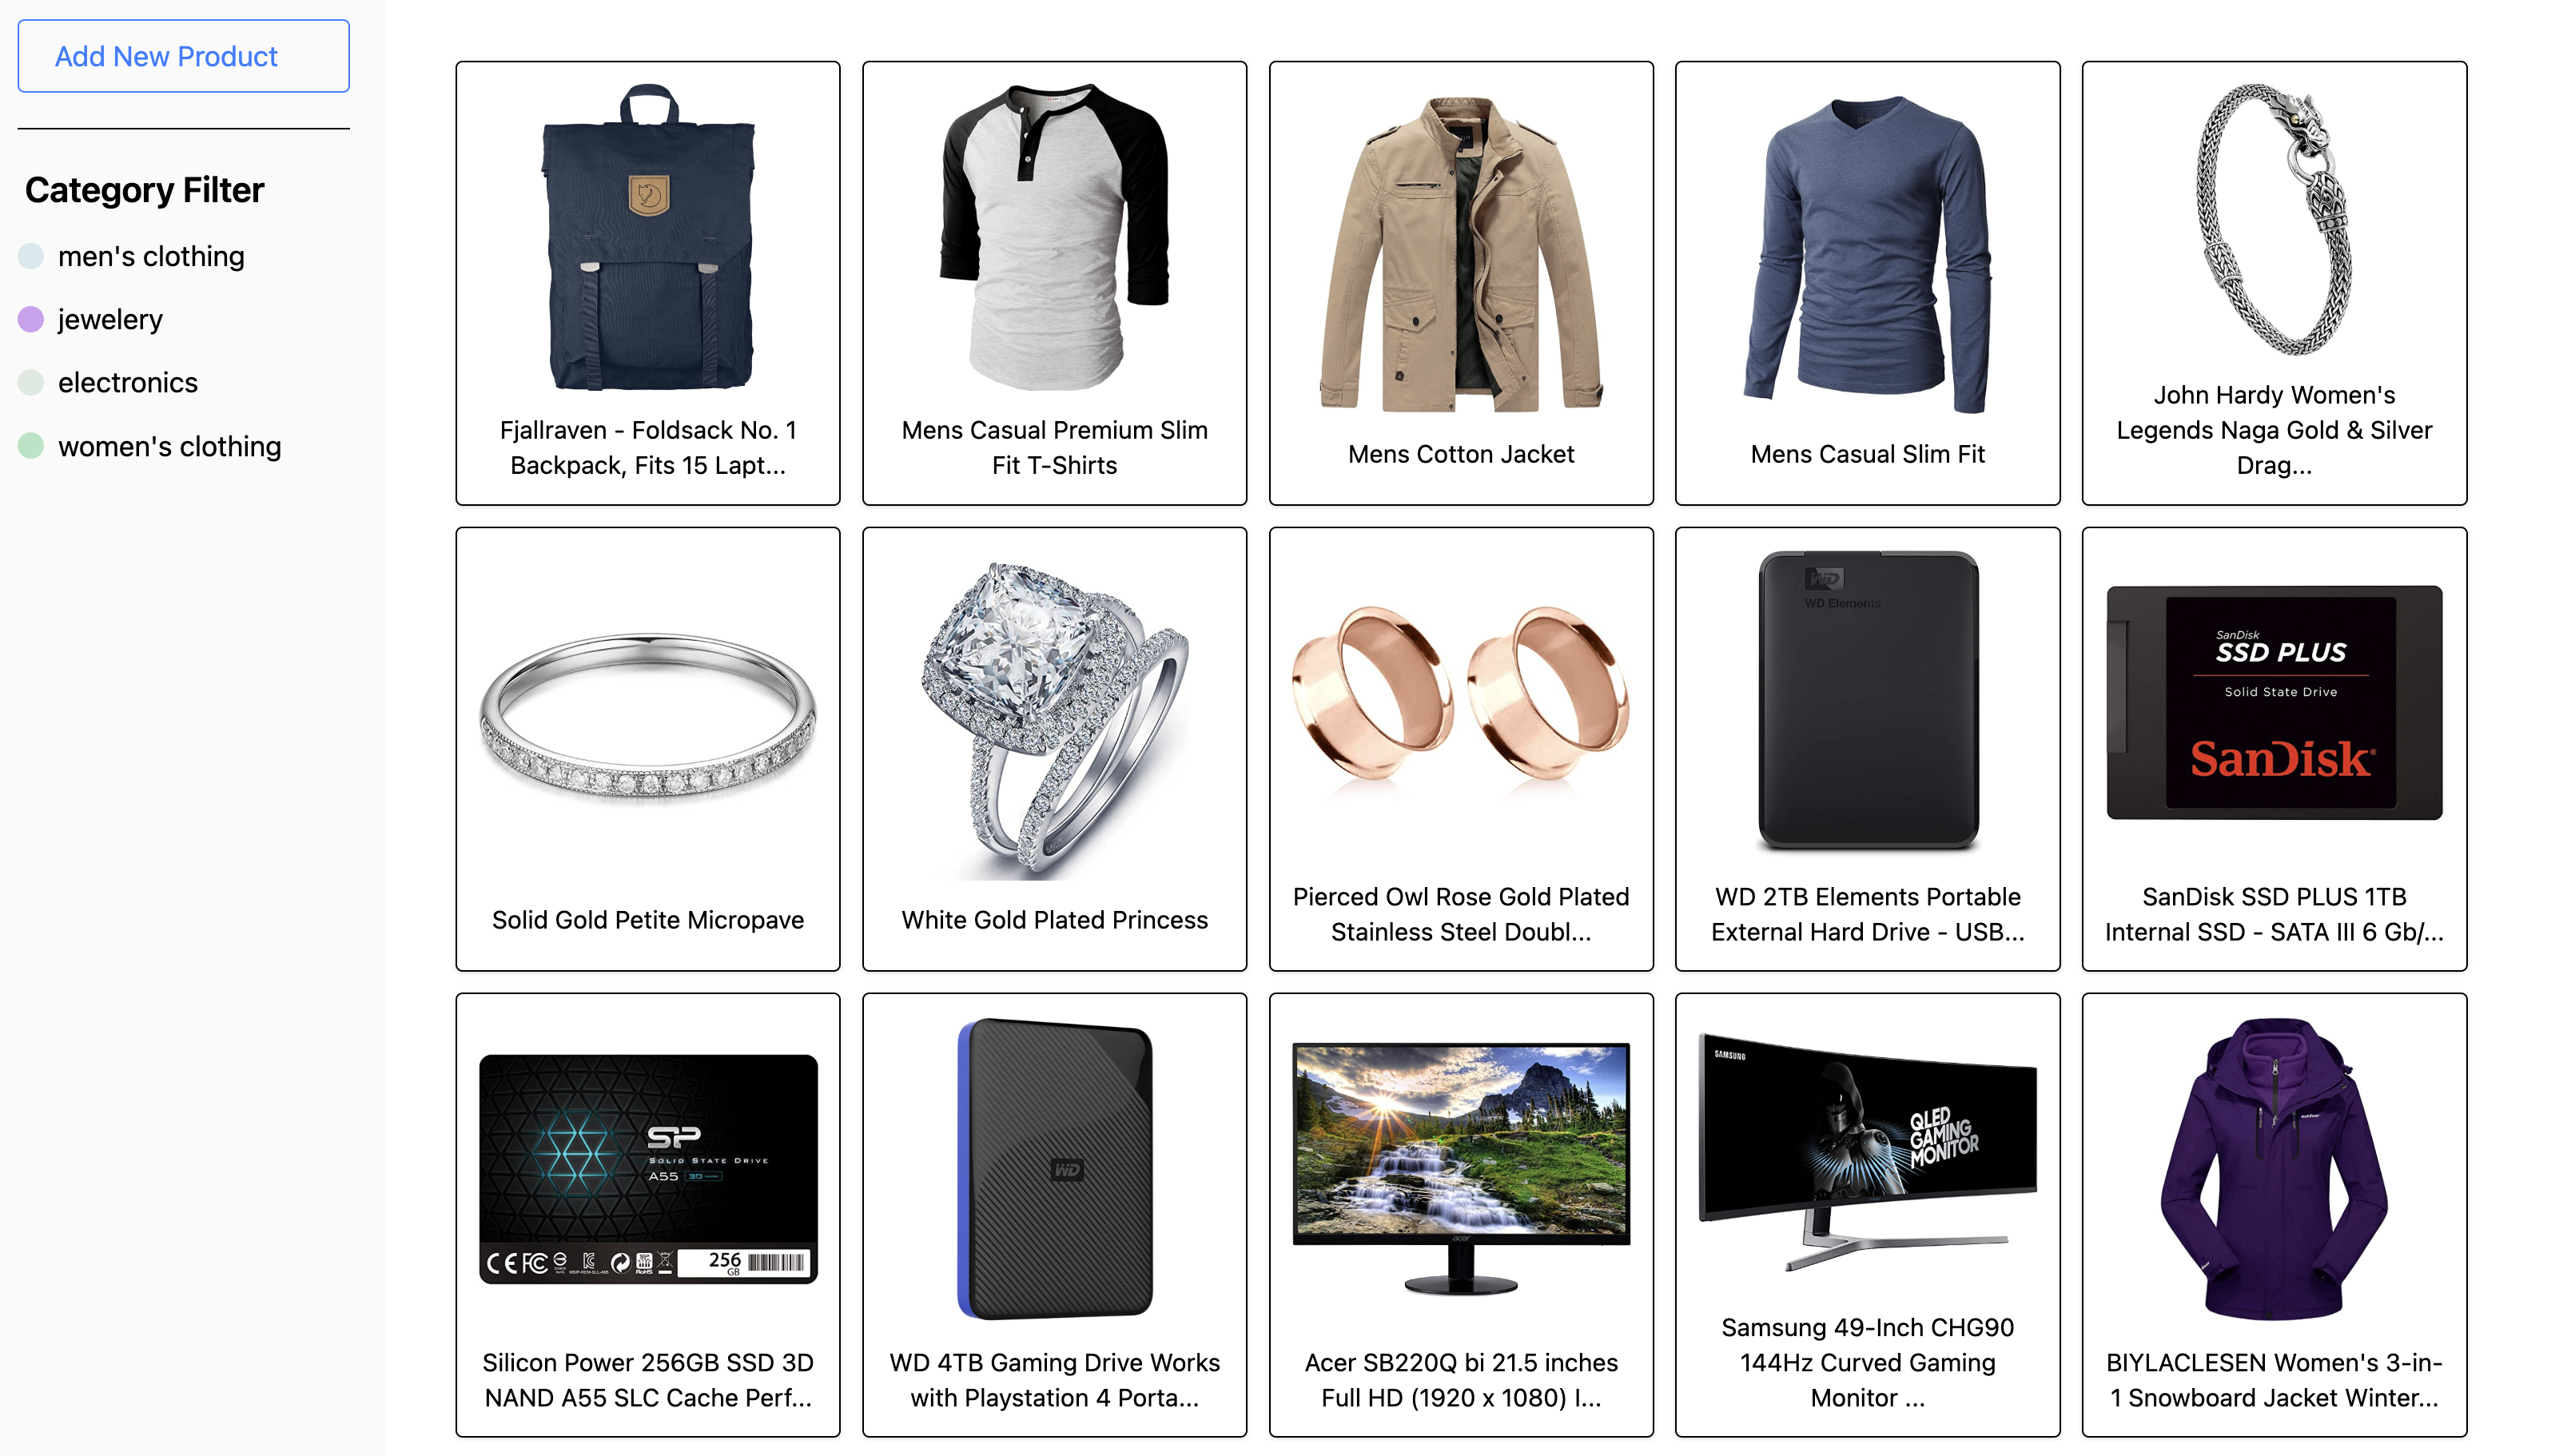 Add New Product
Category Filter
men's clothing
jewelery
electronics
women's clothing
Fjallraven - Foldsack No. 1
Backpack, Fits 15 Lapt...
Mens Casual Premium Slim
Fit T-Shirts
Mens Cotton Jacket
Mens Casual Slim Fit
John Hardy Women's
Legends Naga Gold & Silver
Drag...
WD
WD Elements
SanDisk
SSD PLUS
Solid State Drive
SanDisk
Solid Gold Petite Micropave
White Gold Plated Princess
Pierced Owl Rose Gold Plated
Stainless Steel Doubl...
WD 2TB Elements Portable
External Hard Drive - USB...
SanDisk SSD PLUS 1TB
Internal SSD - SATA III 6 Gb/...
SP
SOLID STATE DRIVE
A55
256
GB
WD
acer
SAMSUNG
QLED
GAMING
MONITOR
Silicon Power 256GB SSD 3D
NAND A55 SLC Cache Perf...
WD 4TB Gaming Drive Works
with Playstation 4 Porta...
Acer SB220Q bi 21.5 inches
Full HD (1920 x 1080) I...
Samsung 49-Inch CHG90
144Hz Curved Gaming
Monitor ...
BIYLACLESEN Women's 3-in-
1 Snowboard Jacket Winter...